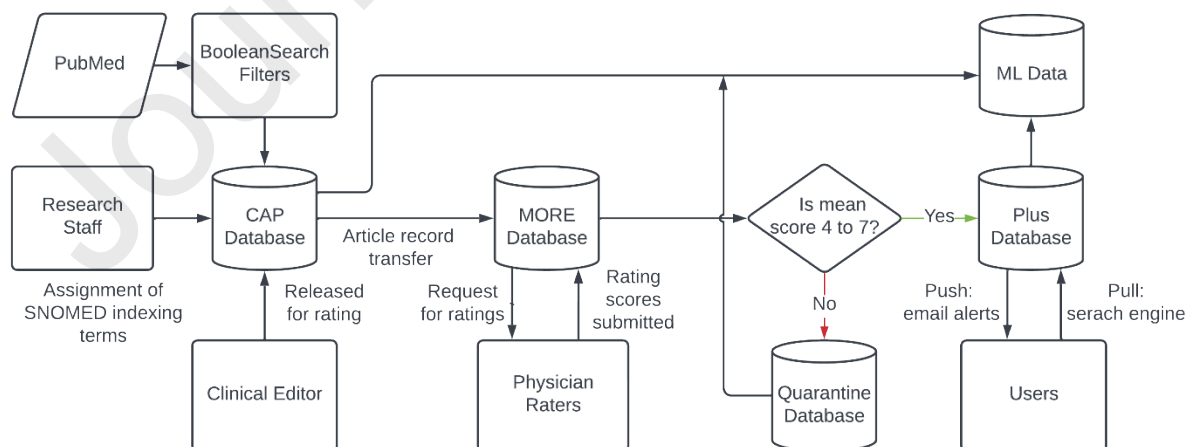 PubMed
BooleanSearch
Filters
ML Data
Research
Staff
CAP
Database
Article record
transfer
MORE
Database
Is mean
score 4 to 7?
Yes
Plus
Database
Assignment of
SNOMED indexing
terms
Released
for rating
Request
for ratings
Rating
scores
submitted
No
Push:
email alerts
Pull:
serach engine
Clinical Editor
Physician
Raters
Quarantine
Database
Users
Jour